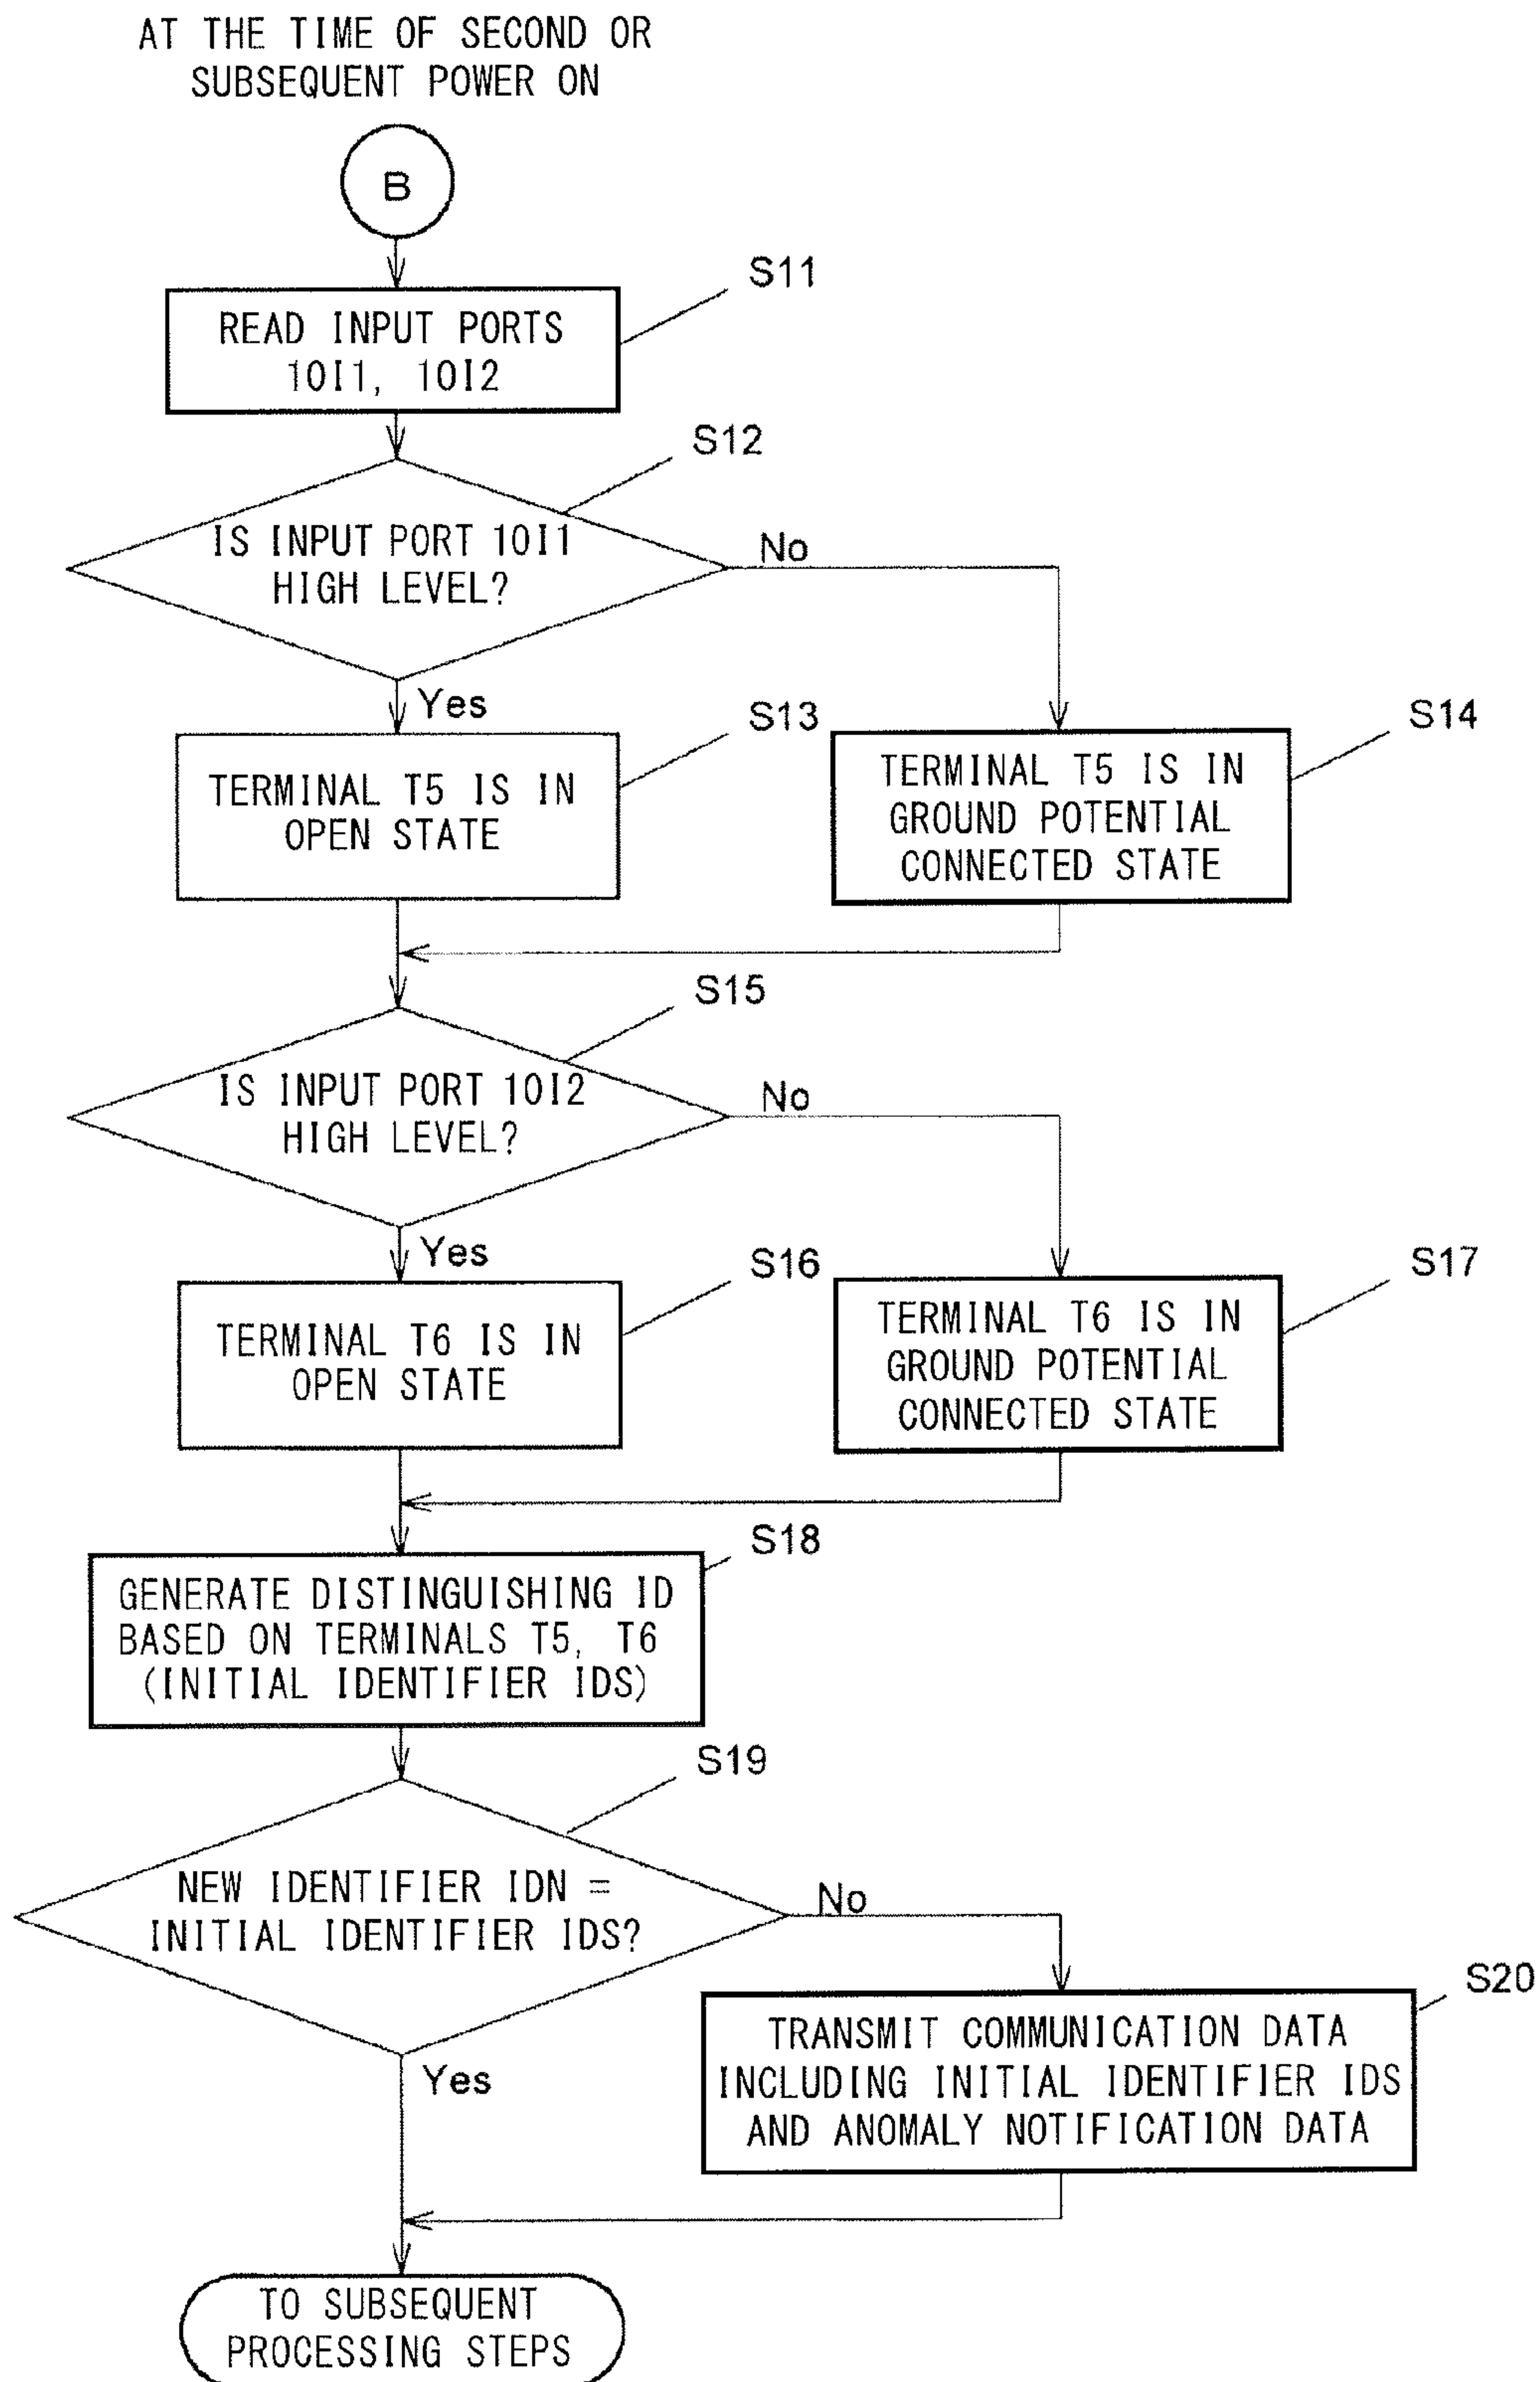 AT THE TIME OF SECOND OR
SUBSEQUENT POWER ON
B
S11
READ INPUT PORTS
10I1, 10I2
S12
IS INPUT PORT 10I1
HIGH LEVEL?
No
Yes
S13
TERMINAL T5 IS IN
OPEN STATE
S14
TERMINAL T5 IS IN
GROUND POTENTIAL
CONNECTED STATE
S15
IS INPUT PORT 10I2
HIGH LEVEL?
No
Yes
S16
TERMINAL T6 IS IN
OPEN STATE
S17
TERMINAL T6 IS IN
GROUND POTENTIAL
CONNECTED STATE
S18
GENERATE DISTINGUISHING ID
BASED ON TERMINALS T5, T6
(INITIAL IDENTIFIER IDS)
S19
NEW IDENTIFIER IDN =
INITIAL IDENTIFIER IDS?
No
Yes
S20
TRANSMIT COMMUNICATION DATA
INCLUDING INITIAL IDENTIFIER IDS
AND ANOMALY NOTIFICATION DATA
TO SUBSEQUENT
PROCESSING STEPS